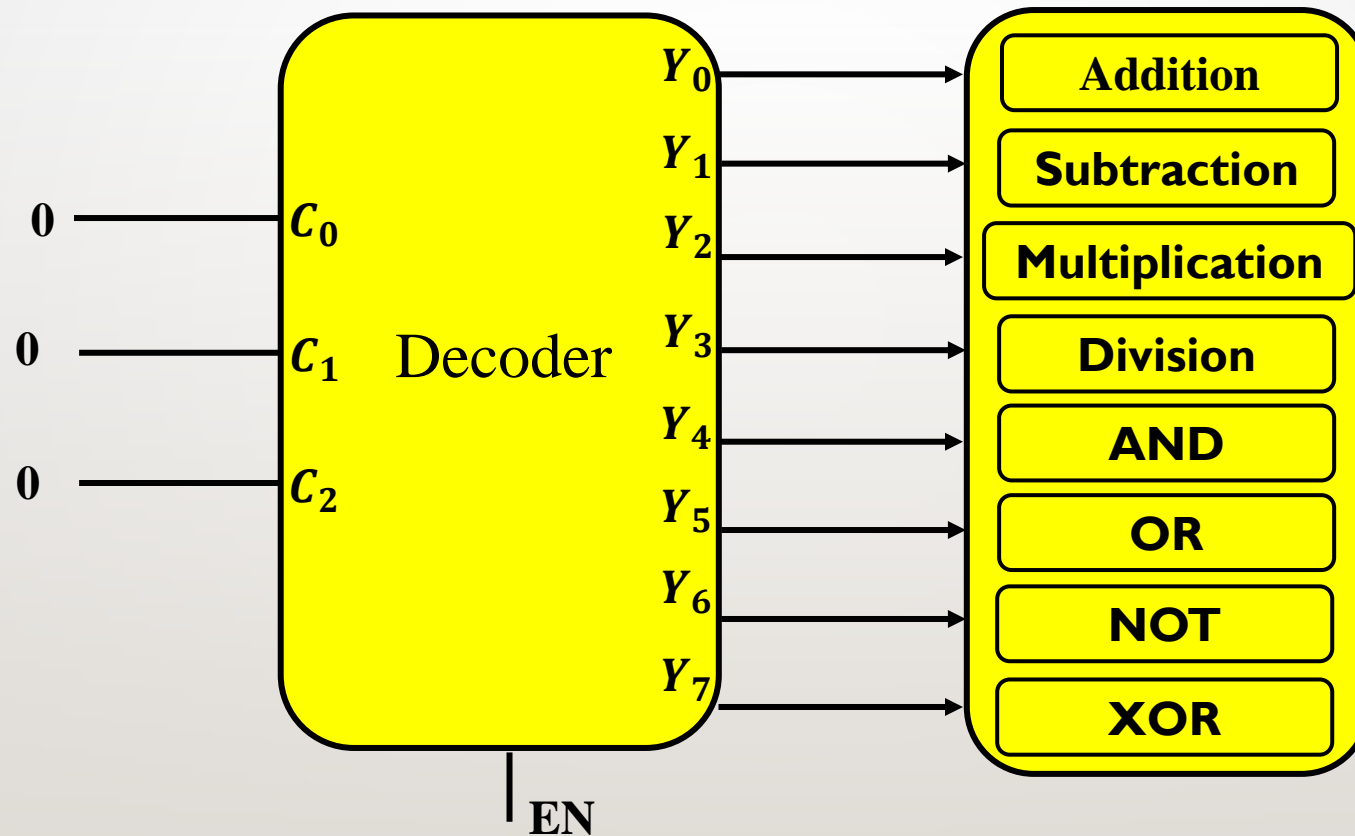 Y₀ Addition
Y₁ Subtraction
0 C₀ Y₂ Multiplication
0 C₁ Decoder Y₃ Division
Y₄ AND
0 C₂ Y₅ OR
Y₆ NOT
Y₇ XOR
EN